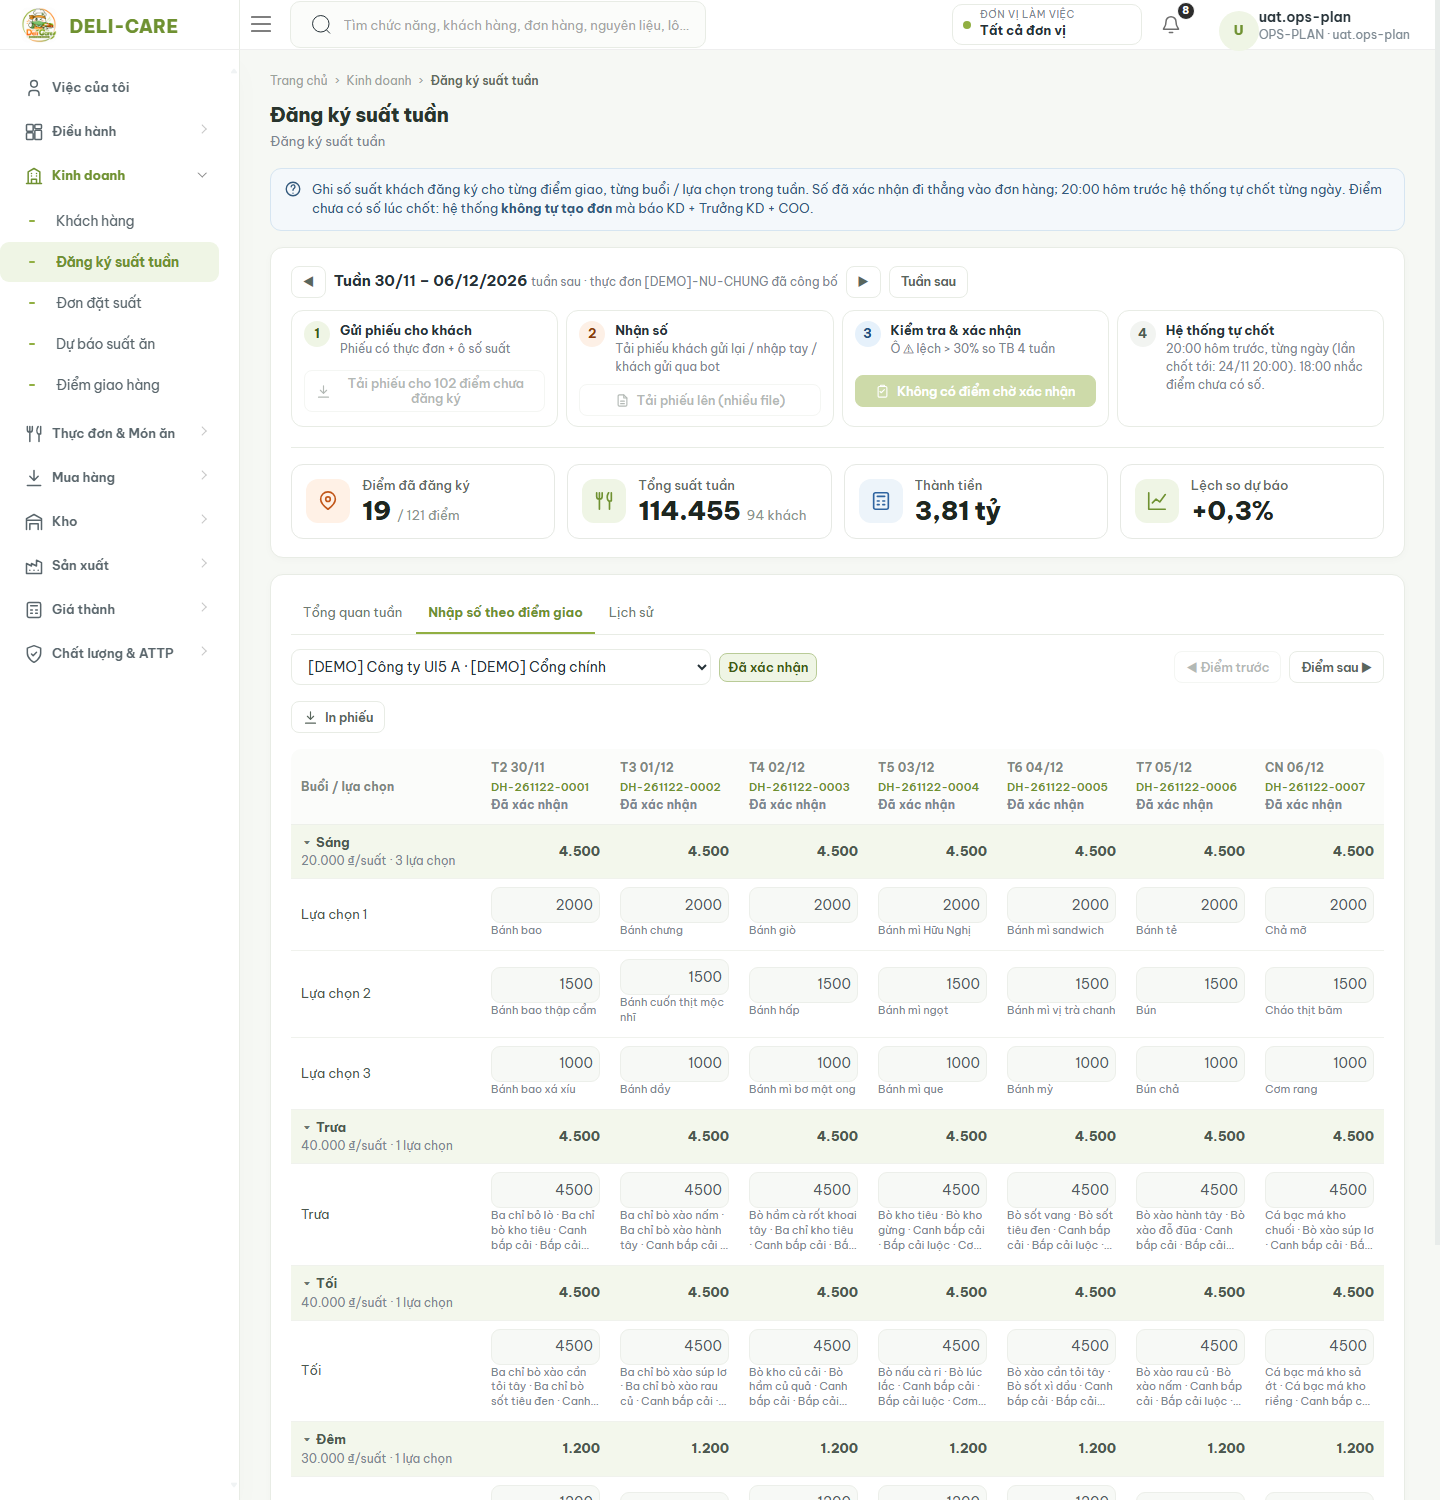 DELI-CARE
Tìm chức năng, khách hàng, đơn hàng, nguyên liệu, lô...
ĐƠN VỊ LÀM VIỆC
Tất cả đơn vị
8
U
uat.ops-plan
OPS-PLAN · uat.ops-plan
Việc của tôi
Điều hành
Kinh doanh
Khách hàng
Đăng ký suất tuần
Đơn đặt suất
Dự báo suất ăn
Điểm giao hàng
Thực đơn & Món ăn
Mua hàng
Kho
Sản xuất
Giá thành
Chất lượng & ATTP
Trang chủ › Kinh doanh › Đăng ký suất tuần
Đăng ký suất tuần
Đăng ký suất tuần
Ghi số suất khách đăng ký cho từng điểm giao, từng buổi / lựa chọn trong tuần. Số đã xác nhận đi thẳng vào đơn hàng; 20:00 hôm trước hệ thống tự chốt từng ngày. Điểm
chưa có số lúc chốt: hệ thống không tự tạo đơn mà báo KD + Trưởng KD + COO.
◀ Tuần 30/11 – 06/12/2026 tuần sau · thực đơn [DEMO]-NU-CHUNG đã công bố ▶ Tuần sau
1 Gửi phiếu cho khách
Phiếu có thực đơn + ô số suất
Tải phiếu cho 102 điểm chưa
đăng ký
2 Nhận số
Tải phiếu khách gửi lại / nhập tay /
khách gửi qua bot
Tải phiếu lên (nhiều file)
3 Kiểm tra & xác nhận
Ô ⚠ lệch > 30% so TB 4 tuần
Không có điểm chờ xác nhận
4 Hệ thống tự chốt
20:00 hôm trước, từng ngày (lần
chốt tới: 24/11 20:00). 18:00 nhắc
điểm chưa có số.
Điểm đã đăng ký
19 / 121 điểm
Tổng suất tuần
114.455 94 khách
Thành tiền
3,81 tỷ
Lệch so dự báo
+0,3%
Tổng quan tuần Nhập số theo điểm giao Lịch sử
[DEMO] Công ty UI5 A · [DEMO] Cổng chính Đã xác nhận ◀ Điểm trước Điểm sau ▶
In phiếu
Buổi / lựa chọn
T2 30/11 T3 01/12 T4 02/12 T5 03/12 T6 04/12 T7 05/12 CN 06/12
DH-261122-0001 DH-261122-0002 DH-261122-0003 DH-261122-0004 DH-261122-0005 DH-261122-0006 DH-261122-0007
Đã xác nhận Đã xác nhận Đã xác nhận Đã xác nhận Đã xác nhận Đã xác nhận Đã xác nhận
Sáng 4.500 4.500 4.500 4.500 4.500 4.500 4.500
20.000 ₫/suất · 3 lựa chọn
Lựa chọn 1 2000 2000 2000 2000 2000 2000 2000
Bánh bao Bánh chưng Bánh giò Bánh mì Hữu Nghị Bánh mì sandwich Bánh tẻ Chả mỡ
Lựa chọn 2 1500 1500 1500 1500 1500 1500 1500
Bánh bao thập cẩm Bánh cuốn thịt mộc nhĩ Bánh hấp Bánh mì ngọt Bánh mì vị trà chanh Bún Cháo thịt băm
Lựa chọn 3 1000 1000 1000 1000 1000 1000 1000
Bánh bao xá xíu Bánh dầy Bánh mì bơ mật ong Bánh mì que Bánh mỳ Bún chả Cơm rang
Trưa 4.500 4.500 4.500 4.500 4.500 4.500 4.500
40.000 ₫/suất · 1 lựa chọn
Trưa 4500 4500 4500 4500 4500 4500 4500
Ba chỉ bỏ lò · Ba chỉ Ba chỉ bò xào nấm · Bò hầm cà rốt khoai Bò kho tiêu · Bò kho Bò sốt vang · Bò sốt Bò xào hành tây · Bò Cá bạc má kho
bò kho tiêu · Canh Ba chỉ bò xào hành tây · Ba chỉ kho tiêu gừng · Canh bắp cải tiêu đen · Canh bắp xào đỗ đũa · Canh chuối · Bò xào súp lơ
bắp cải · Bắp cải... tây · Canh bắp cải ... · Canh bắp cải · Bắ... · Bắp cải luộc · Cơ... cải · Bắp cải luộc ·... bắp cải · Bắp cải... · Canh bắp cải · Bắ...
Tối 4.500 4.500 4.500 4.500 4.500 4.500 4.500
40.000 ₫/suất · 1 lựa chọn
Tối 4500 4500 4500 4500 4500 4500 4500
Ba chỉ bò xào cần Ba chỉ bò xào súp lơ Bò kho củ cải · Bò Bò nấu cà ri · Bò lúc Bò xào cần tỏi tây · Bò xào rau củ · Bò Cá bạc má kho sả
tỏi tây · Ba chỉ bò · Ba chỉ bò xào rau hầm củ quả · Canh lắc · Canh bắp cải · Bò sốt xì dầu · Canh xào nấm · Canh bắp ớt · Cá bạc má kho
sốt tiêu đen · Canh... củ · Canh bắp cải ·... bắp cải · Bắp cải... Bắp cải luộc · Cơm... bắp cải · Bắp cải... cải · Bắp cải luộc ·... riềng · Canh bắp c...
Đêm 1.200 1.200 1.200 1.200 1.200 1.200 1.200
30.000 ₫/suất · 1 lựa chọn
1200 1200 1200 1200